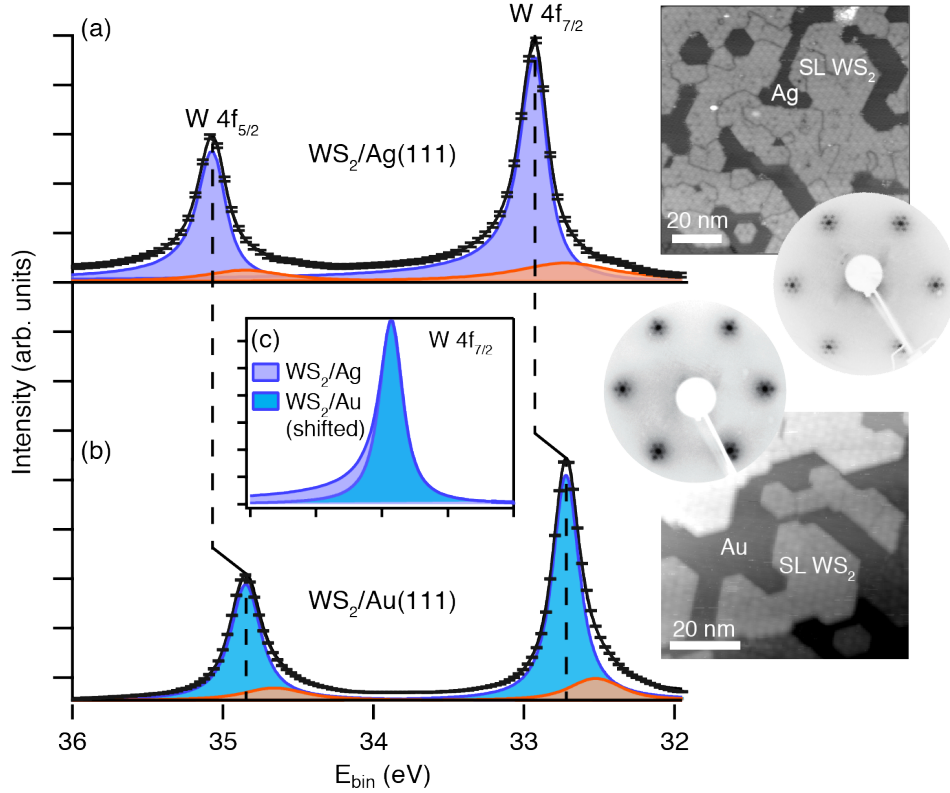 (a)
W 4f7/2
W 4f5/2
WS2/Ag(111)
SL WS2
Ag
20 nm
Intensity (arb. units)
(c)
W 4f7/2
WS2/Ag
WS2/Au
(shifted)
(b)
WS2/Au(111)
Au
SL WS2
20 nm
36
35
34
33
32
Ebin (eV)